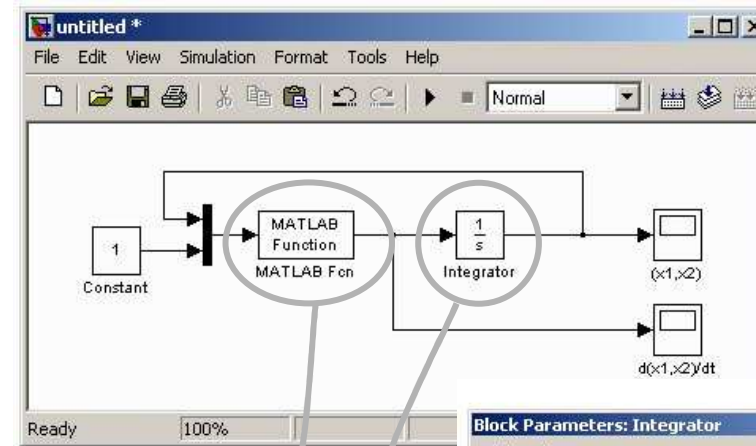 untitled *
File Edit View Simulation Format Tools Help
Normal
1
Constant
MATLAB
Function
MATLAB Fcn
1
s
Integrator
(x1,x2)
d(x1,x2)/dt
Ready 100%
Block Parameters: Integrator